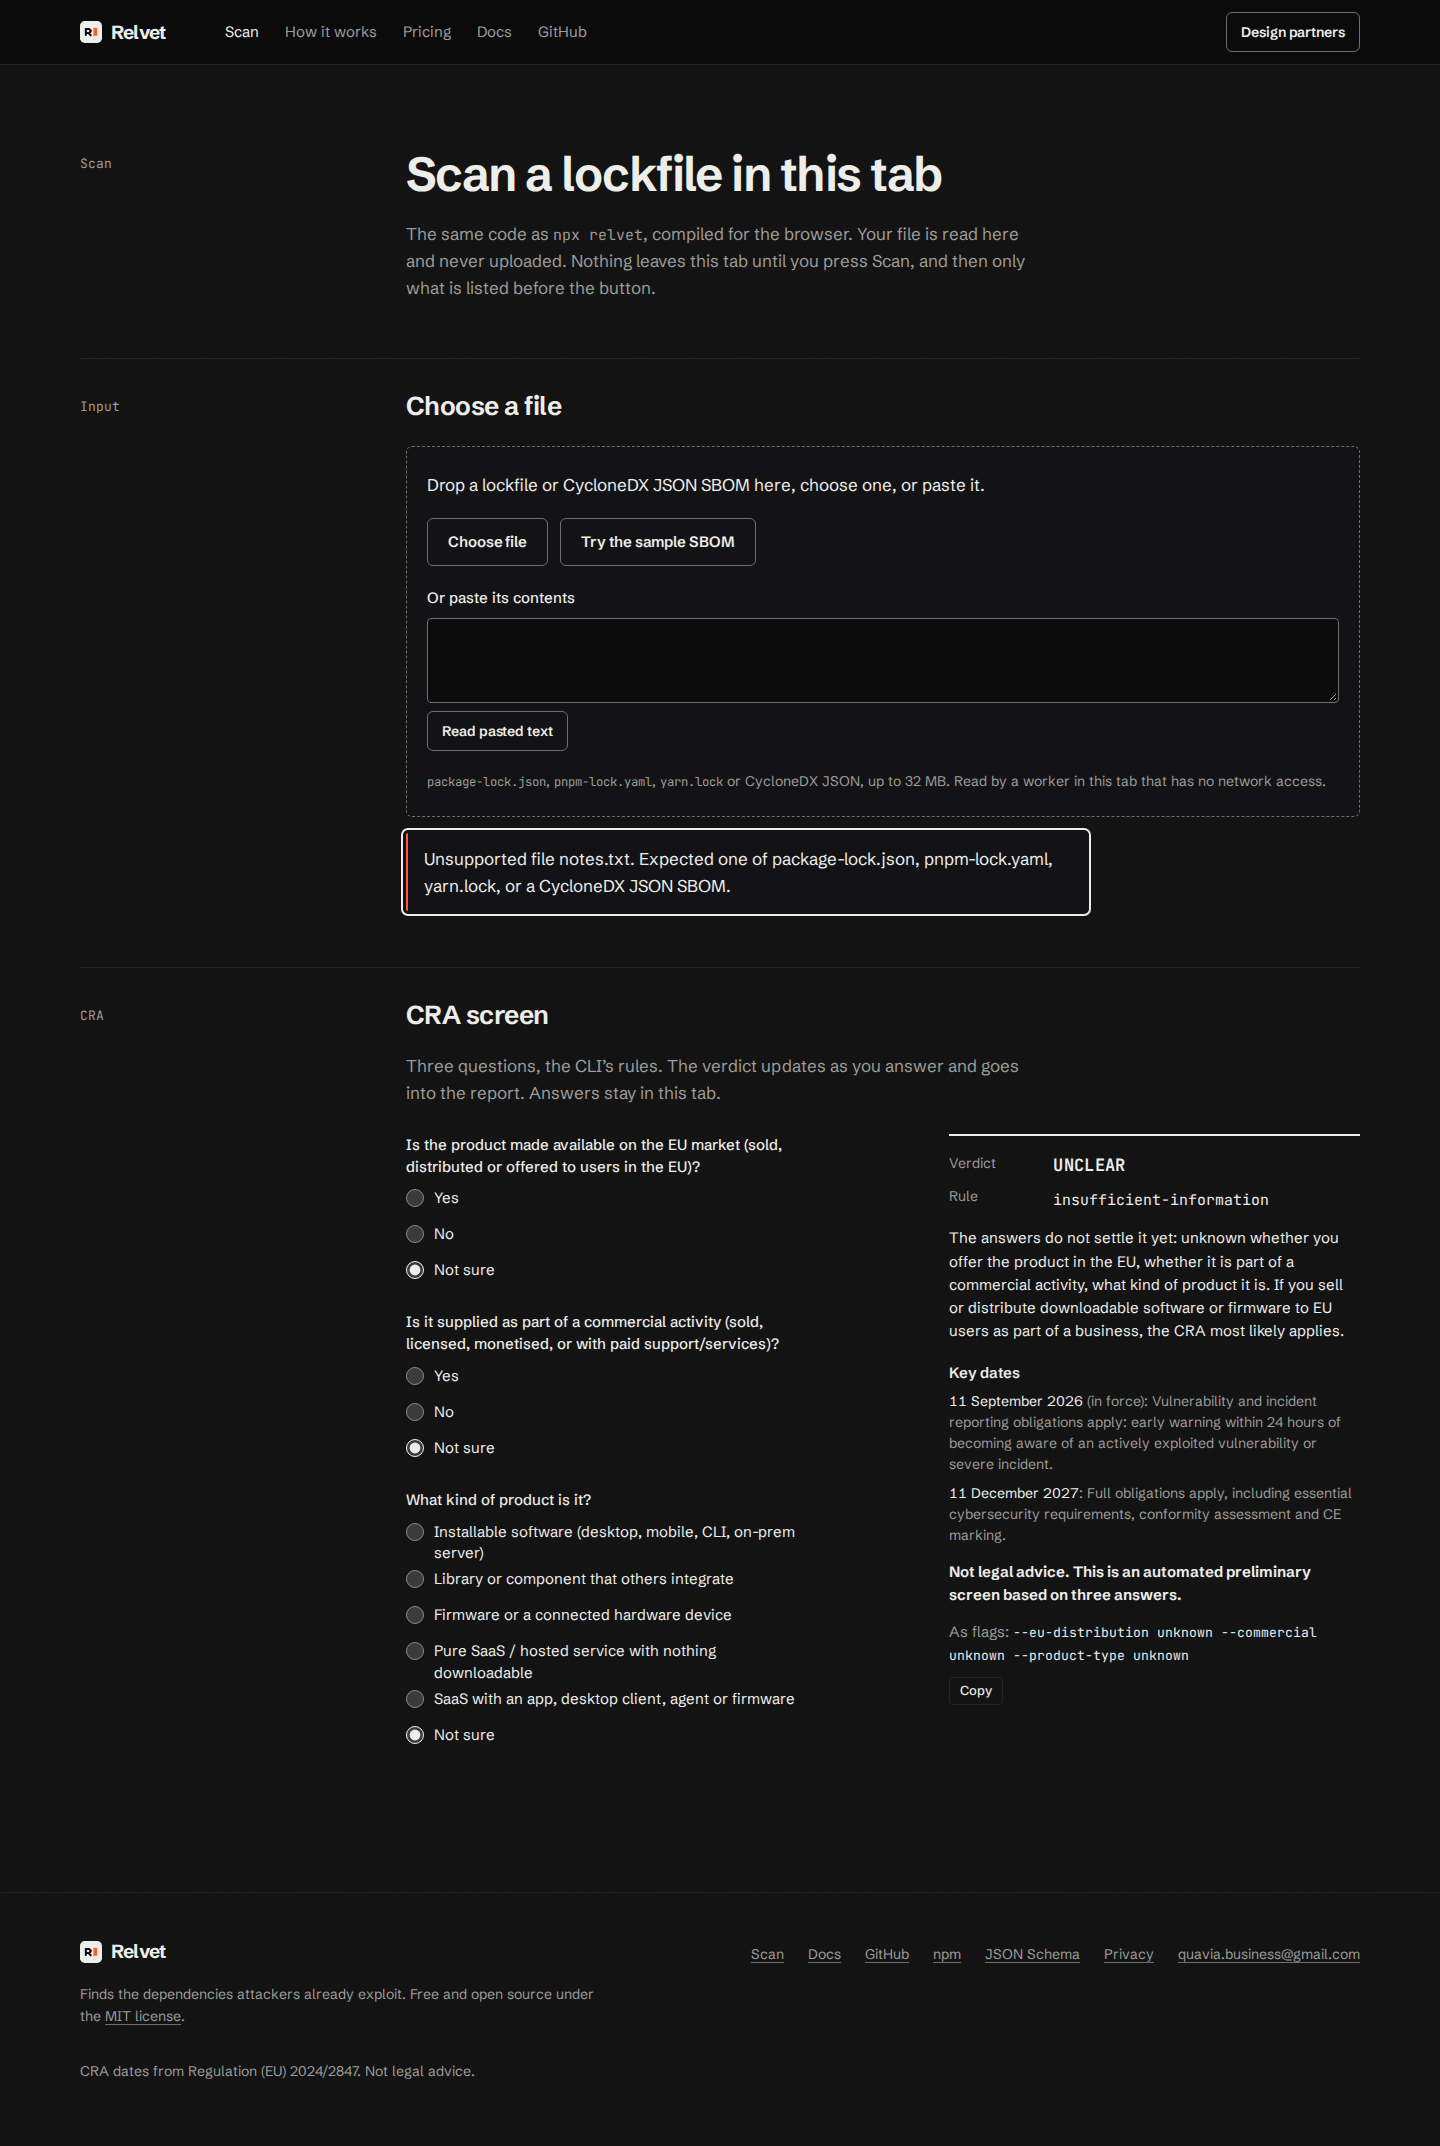 Relvet
Scan
How it works
Pricing
Docs
GitHub
Design partners
Scan
Scan a lockfile in this tab
The same code as npx relvet, compiled for the browser. Your file is read here
and never uploaded. Nothing leaves this tab until you press Scan, and then only
what is listed before the button.
Input
Choose a file
Drop a lockfile or CycloneDX JSON SBOM here, choose one, or paste it.
Choose file
Try the sample SBOM
Or paste its contents
Read pasted text
package-lock.json, pnpm-lock.yaml, yarn.lock or CycloneDX JSON, up to 32 MB. Read by a worker in this tab that has no network access.
Unsupported file notes.txt. Expected one of package-lock.json, pnpm-lock.yaml,
yarn.lock, or a CycloneDX JSON SBOM.
CRA
CRA screen
Three questions, the CLI’s rules. The verdict updates as you answer and goes
into the report. Answers stay in this tab.
Is the product made available on the EU market (sold,
distributed or offered to users in the EU)?
Yes
No
Not sure
Is it supplied as part of a commercial activity (sold,
licensed, monetised, or with paid support/services)?
Yes
No
Not sure
What kind of product is it?
Installable software (desktop, mobile, CLI, on-prem
server)
Library or component that others integrate
Firmware or a connected hardware device
Pure SaaS / hosted service with nothing
downloadable
SaaS with an app, desktop client, agent or firmware
Not sure
Verdict
UNCLEAR
Rule
insufficient-information
The answers do not settle it yet: unknown whether you
offer the product in the EU, whether it is part of a
commercial activity, what kind of product it is. If you sell
or distribute downloadable software or firmware to EU
users as part of a business, the CRA most likely applies.
Key dates
11 September 2026 (in force): Vulnerability and incident
reporting obligations apply: early warning within 24 hours of
becoming aware of an actively exploited vulnerability or
severe incident.
11 December 2027: Full obligations apply, including essential
cybersecurity requirements, conformity assessment and CE
marking.
Not legal advice. This is an automated preliminary
screen based on three answers.
As flags: --eu-distribution unknown --commercial
unknown --product-type unknown
Copy
Relvet
Scan
Docs
GitHub
npm
JSON Schema
Privacy
quavia.business@gmail.com
Finds the dependencies attackers already exploit. Free and open source under
the MIT license.
CRA dates from Regulation (EU) 2024/2847. Not legal advice.